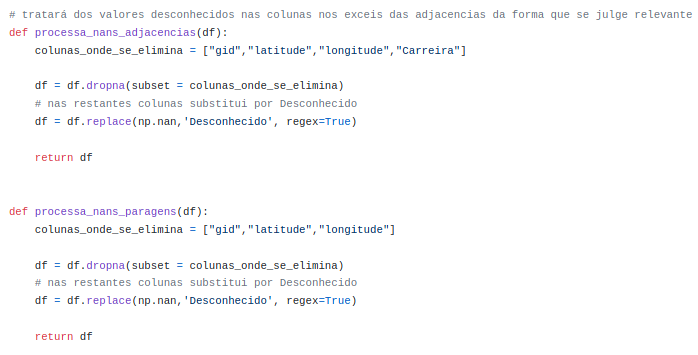 # tratará dos valores desconhecidos nas colunas nos exceis das adjacencias da forma que se julge relevante
def processa_nans_adjacencias(df):
    colunas_onde_se_elimina = ["gid","latitude","longitude","Carreira"]
    df = df.dropna(subset = colunas_onde_se_elimina)
    # nas restantes colunas substitui por Desconhecido
    df = df.replace(np.nan,'Desconhecido', regex=True)
    return df
def processa_nans_paragens(df):
    colunas_onde_se_elimina = ["gid","latitude","longitude"]
    df = df.dropna(subset = colunas_onde_se_elimina)
    # nas restantes colunas substitui por Desconhecido
    df = df.replace(np.nan,'Desconhecido', regex=True)
    return df